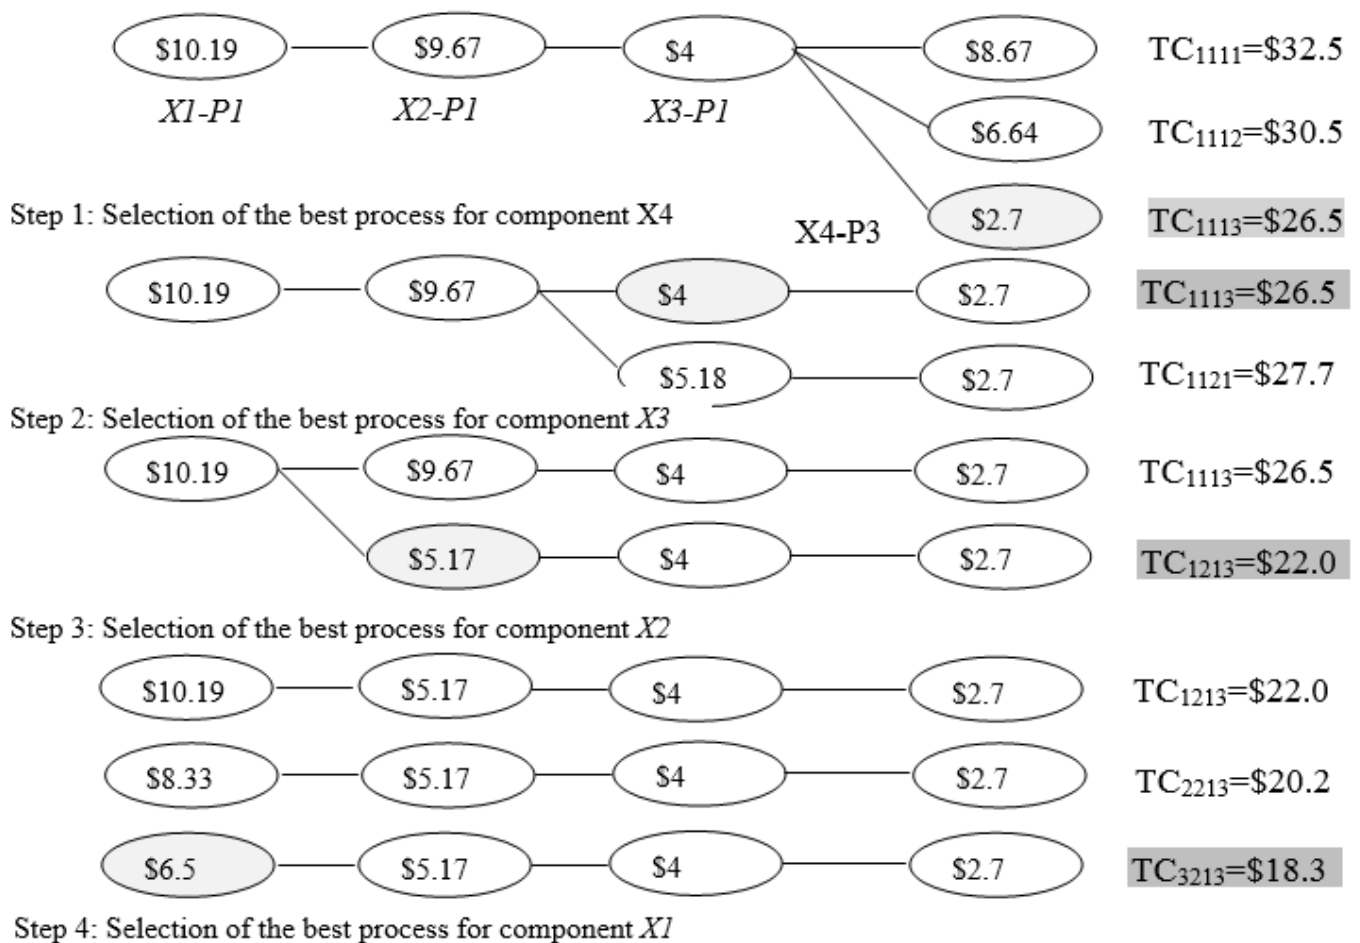 $10.19 $9.67 $4 $8.67 TC1111=$32.5
X1-P1 X2-P1 X3-P1
$6.64 TC1112=$30.5
Step 1: Selection of the best process for component X4
$2.7 TC1113=$26.5
X4-P3
$10.19 $9.67 $4 $2.7 TC1113=$26.5
$5.18 $2.7 TC1121=$27.7
Step 2: Selection of the best process for component X3
$10.19 $9.67 $4 $2.7 TC1113=$26.5
$5.17 $4 $2.7 TC1213=$22.0
Step 3: Selection of the best process for component X2
$10.19 $5.17 $4 $2.7 TC1213=$22.0
$8.33 $5.17 $4 $2.7 TC2213=$20.2
$6.5 $5.17 $4 $2.7 TC3213=$18.3
Step 4: Selection of the best process for component X1